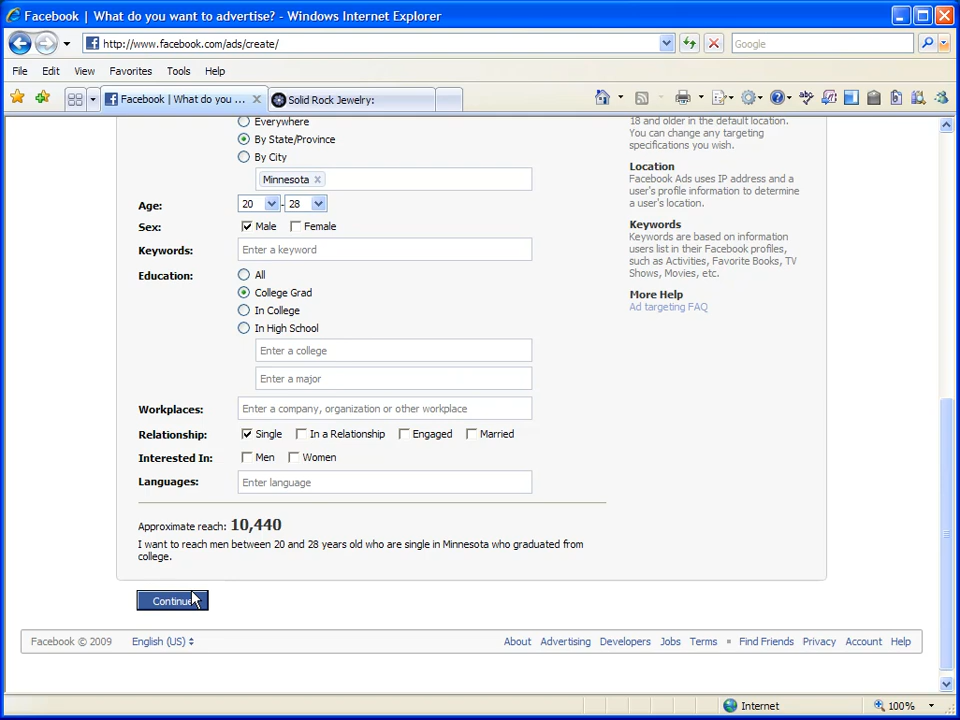 Facebook | What do you want to advertise? - Windows Internet Explorer
http://www.facebook.com/ads/create/
Google
File Edit View Favorites Tools Help
Facebook | What do you ...
Solid Rock Jewelry:
Everywhere
By State/Province
By City
Minnesota x
Age: 20 - 28
Sex: Male Female
Keywords: Enter a keyword
Education: All
College Grad
In College
In High School
Enter a college
Enter a major
Workplaces: Enter a company, organization or other workplace
Relationship: Single In a Relationship Engaged Married
Interested In: Men Women
Languages: Enter language
Approximate reach: 10,440
I want to reach men between 20 and 28 years old who are single in Minnesota who graduated from
college.
Continue
18 and older in the default location.
You can change any targeting
specifications you wish.
Location
Facebook Ads uses IP address and a
user's profile information to determine
a user's location.
Keywords
Keywords are based on information
users list in their Facebook profiles,
such as Activities, Favorite Books, TV
Shows, Movies, etc.
More Help
Ad targeting FAQ
Facebook © 2009 English (US) About Advertising Developers Jobs Terms ▪ Find Friends Privacy Account Help
Internet 100%